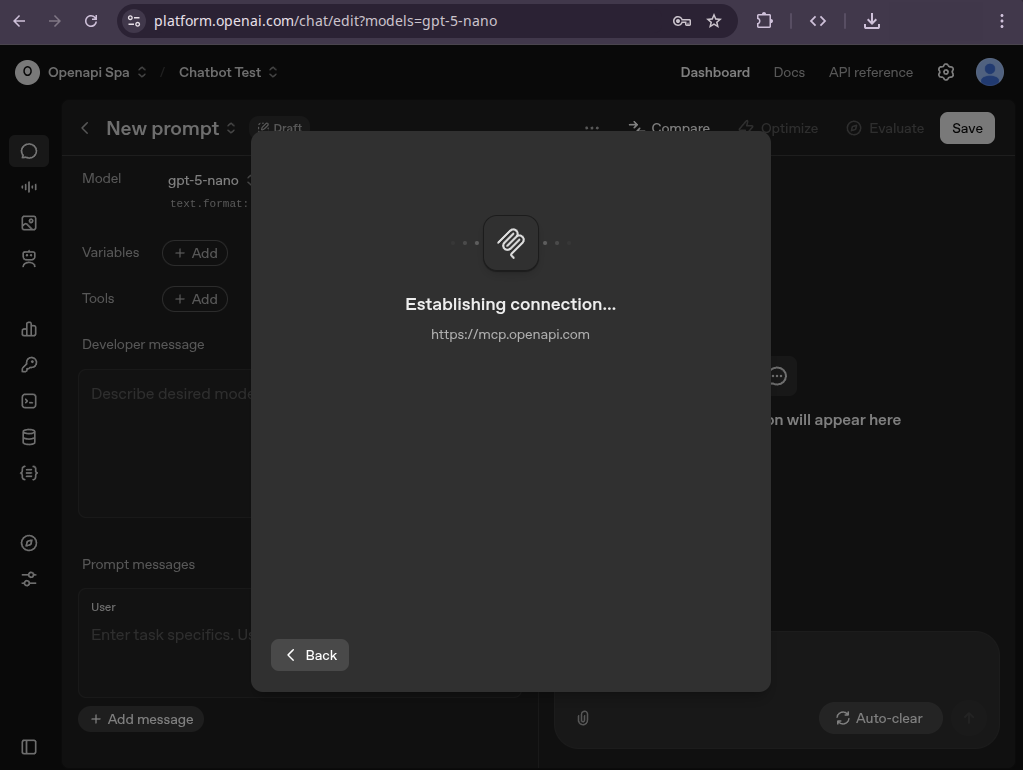 platform.openai.com/chat/edit?models=gpt-5-nano
O Openapi Spa / Chatbot Test Dashboard Docs API reference
New prompt Draft ... Compare Optimize Evaluate Save
Model gpt-5-nano
text.format:
Variables + Add
Tools + Add
Establishing connection...
https://mcp.openapi.com
Developer message
Describe desired mode
on will appear here
Prompt messages
User
Enter task specifics. Us
Back
+ Add message
Auto-clear